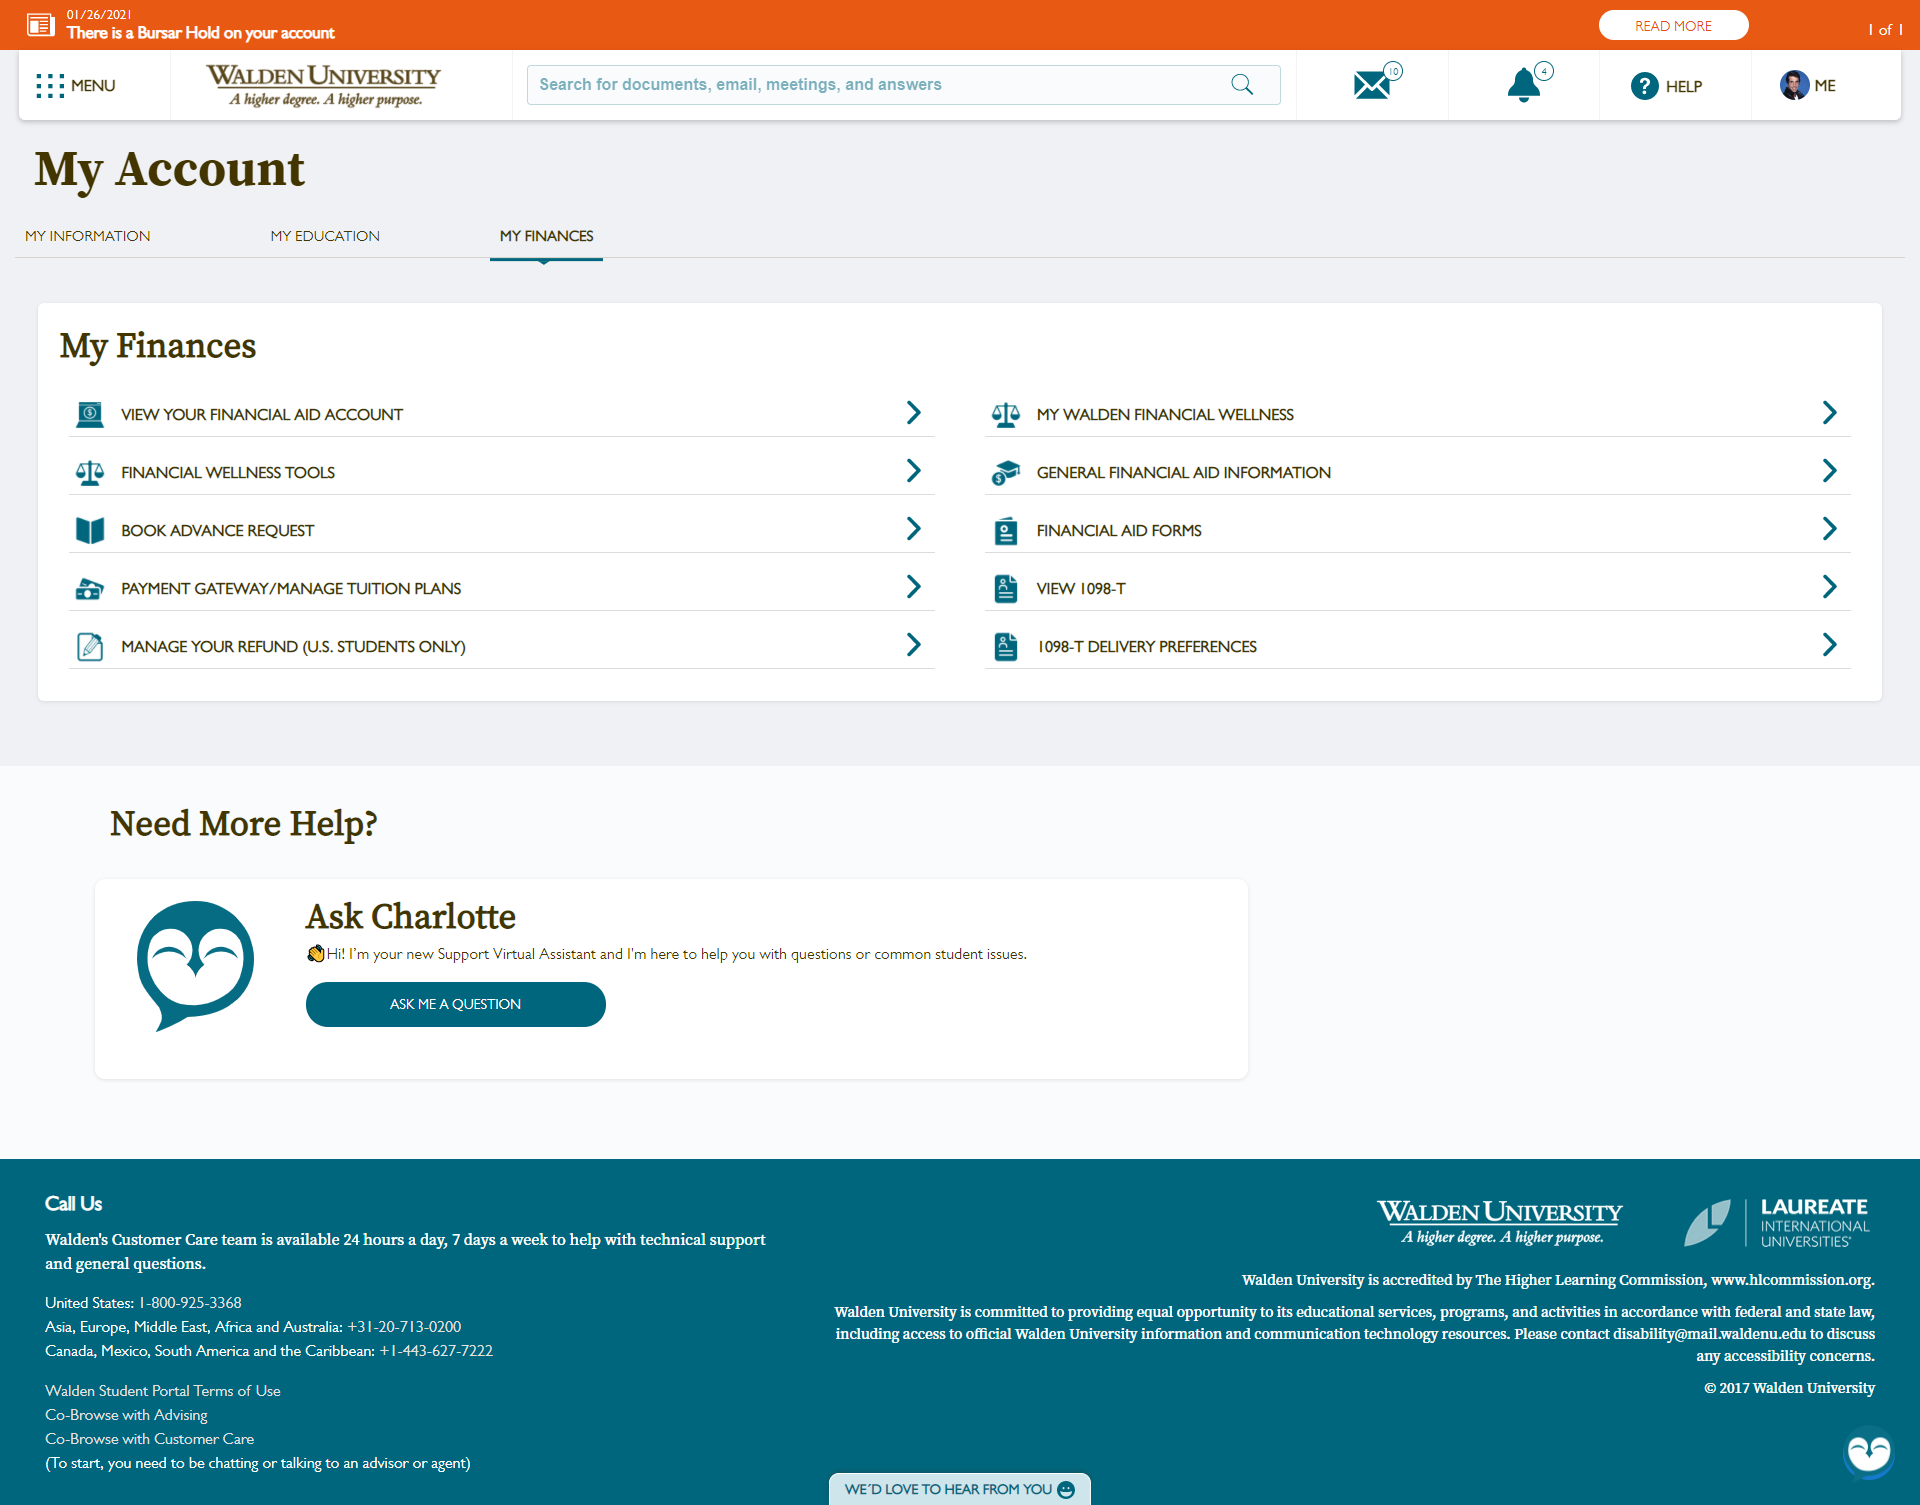 01/26/2021
There is a Bursar Hold on your account
READ MORE
1 of 1
MENU
WALDEN UNIVERSITY
A higher degree. A higher purpose.
Search for documents, email, meetings, and answers
10
4
HELP
ME
My Account
MY INFORMATION
MY EDUCATION
MY FINANCES
My Finances
VIEW YOUR FINANCIAL AID ACCOUNT
MY WALDEN FINANCIAL WELLNESS
FINANCIAL WELLNESS TOOLS
GENERAL FINANCIAL AID INFORMATION
BOOK ADVANCE REQUEST
FINANCIAL AID FORMS
PAYMENT GATEWAY/MANAGE TUITION PLANS
VIEW 1098-T
MANAGE YOUR REFUND (U.S. STUDENTS ONLY)
1098-T DELIVERY PREFERENCES
Need More Help?
Ask Charlotte
👋Hi! I'm your new Support Virtual Assistant and I'm here to help you with questions or common student issues.
ASK ME A QUESTION
Call Us
Walden's Customer Care team is available 24 hours a day, 7 days a week to help with technical support
and general questions.
United States: 1-800-925-3368
Asia, Europe, Middle East, Africa and Australia: +31-20-713-0200
Canada, Mexico, South America and the Caribbean: +1-443-627-7222
Walden Student Portal Terms of Use
Co-Browse with Advising
Co-Browse with Customer Care
(To start, you need to be chatting or talking to an advisor or agent)
WALDEN UNIVERSITY
A higher degree. A higher purpose.
LAUREATE
INTERNATIONAL
UNIVERSITIES®
Walden University is accredited by The Higher Learning Commission, www.hlcommission.org.
Walden University is committed to providing equal opportunity to its educational services, programs, and activities in accordance with federal and state law,
including access to official Walden University information and communication technology resources. Please contact disability@mail.waldenu.edu to discuss
any accessibility concerns.
© 2017 Walden University
WE'D LOVE TO HEAR FROM YOU